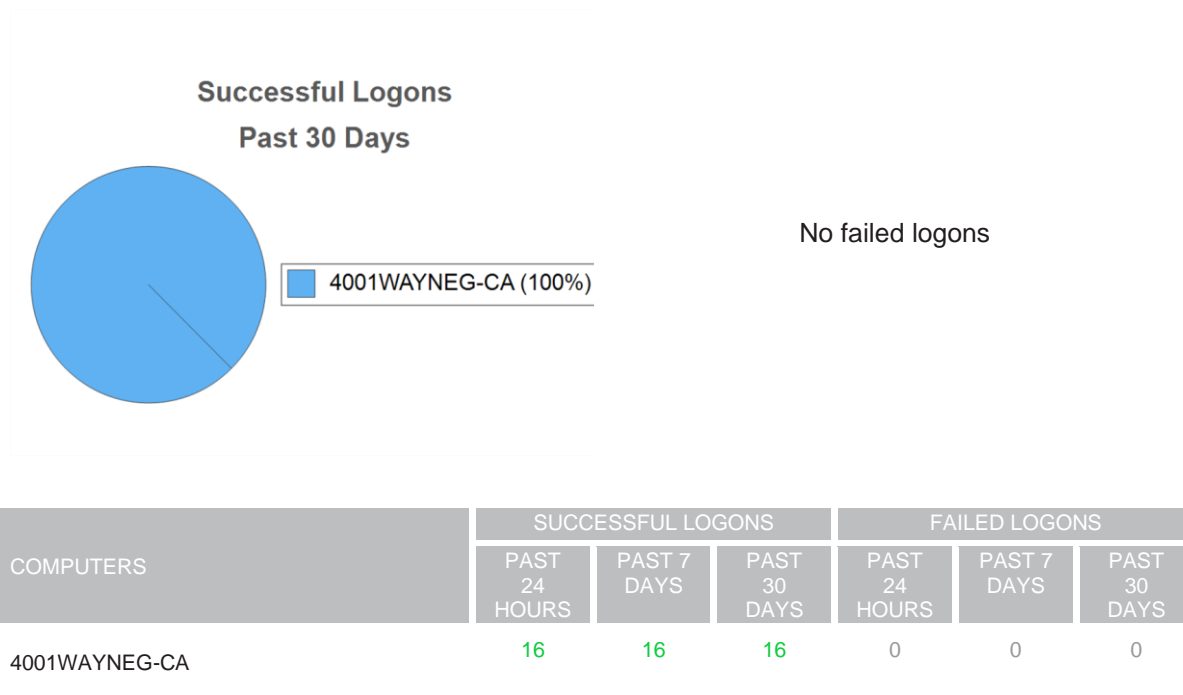 Successful Logons
Past 30 Days
4001WAYNEG-CA (100%)
No failed logons
COMPUTERS
SUCCESSFUL LOGONS
FAILED LOGONS
PAST
24
HOURS
PAST 7
DAYS
PAST
30
DAYS
PAST
24
HOURS
PAST 7
DAYS
PAST
30
DAYS
4001WAYNEG-CA
16
16
16
0
0
0